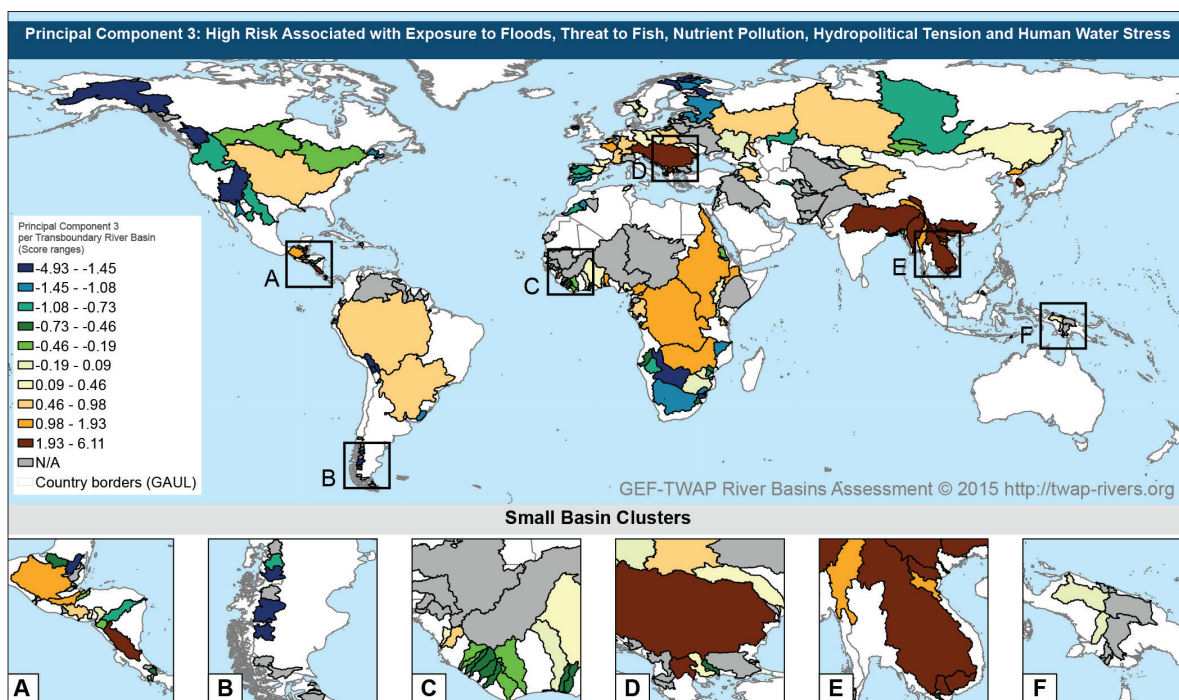 Principal Component 3: High Risk Associated with Exposure to Floods, Threat to Fish, Nutrient Pollution, Hydropolitical Tension and Human Water Stress
D
A
C
E
F
B
Principal Component 3
per Transboundary River Basin
(Score ranges)
-4.93 - -1.45
-1.45 - -1.08
-1.08 - -0.73
-0.73 - -0.46
-0.46 - -0.19
-0.19 - 0.09
0.09 - 0.46
0.46 - 0.98
0.98 - 1.93
1.93 - 6.11
N/A
Country borders (GAUL)
GEF-TWAP River Basins Assessment © 2015 http://twap-rivers.org
Small Basin Clusters
A
B
C
D
E
F